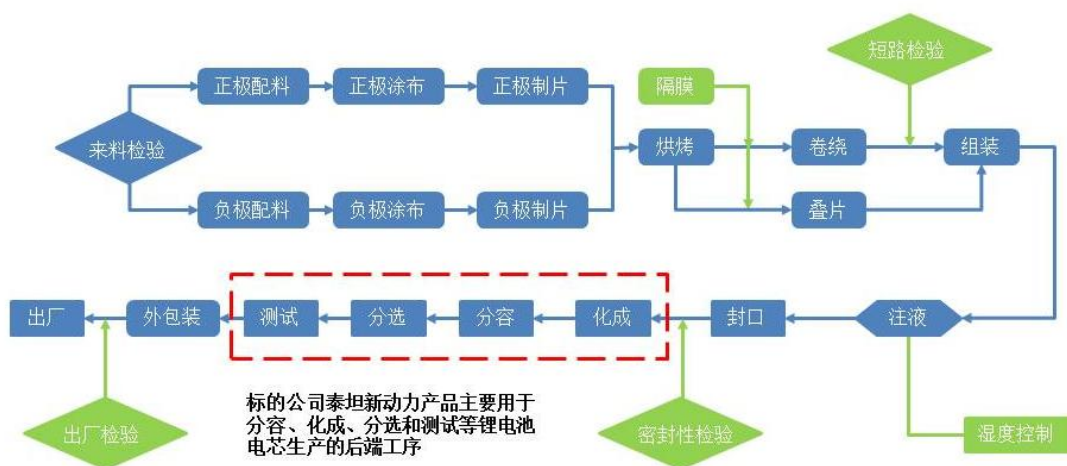 短路检验
正极配料
正极涂布
正极制片
隔膜
来料检验
烘烤
卷绕
组装
负极配料
负极涂布
负极制片
叠片
出厂
外包装
测试
分选
分容
化成
封口
注液
标的公司泰坦新动力产品主要用于
分容、化成、分选和测试等锂电池
电芯生产的后端工序
出厂检验
密封性检验
湿度控制